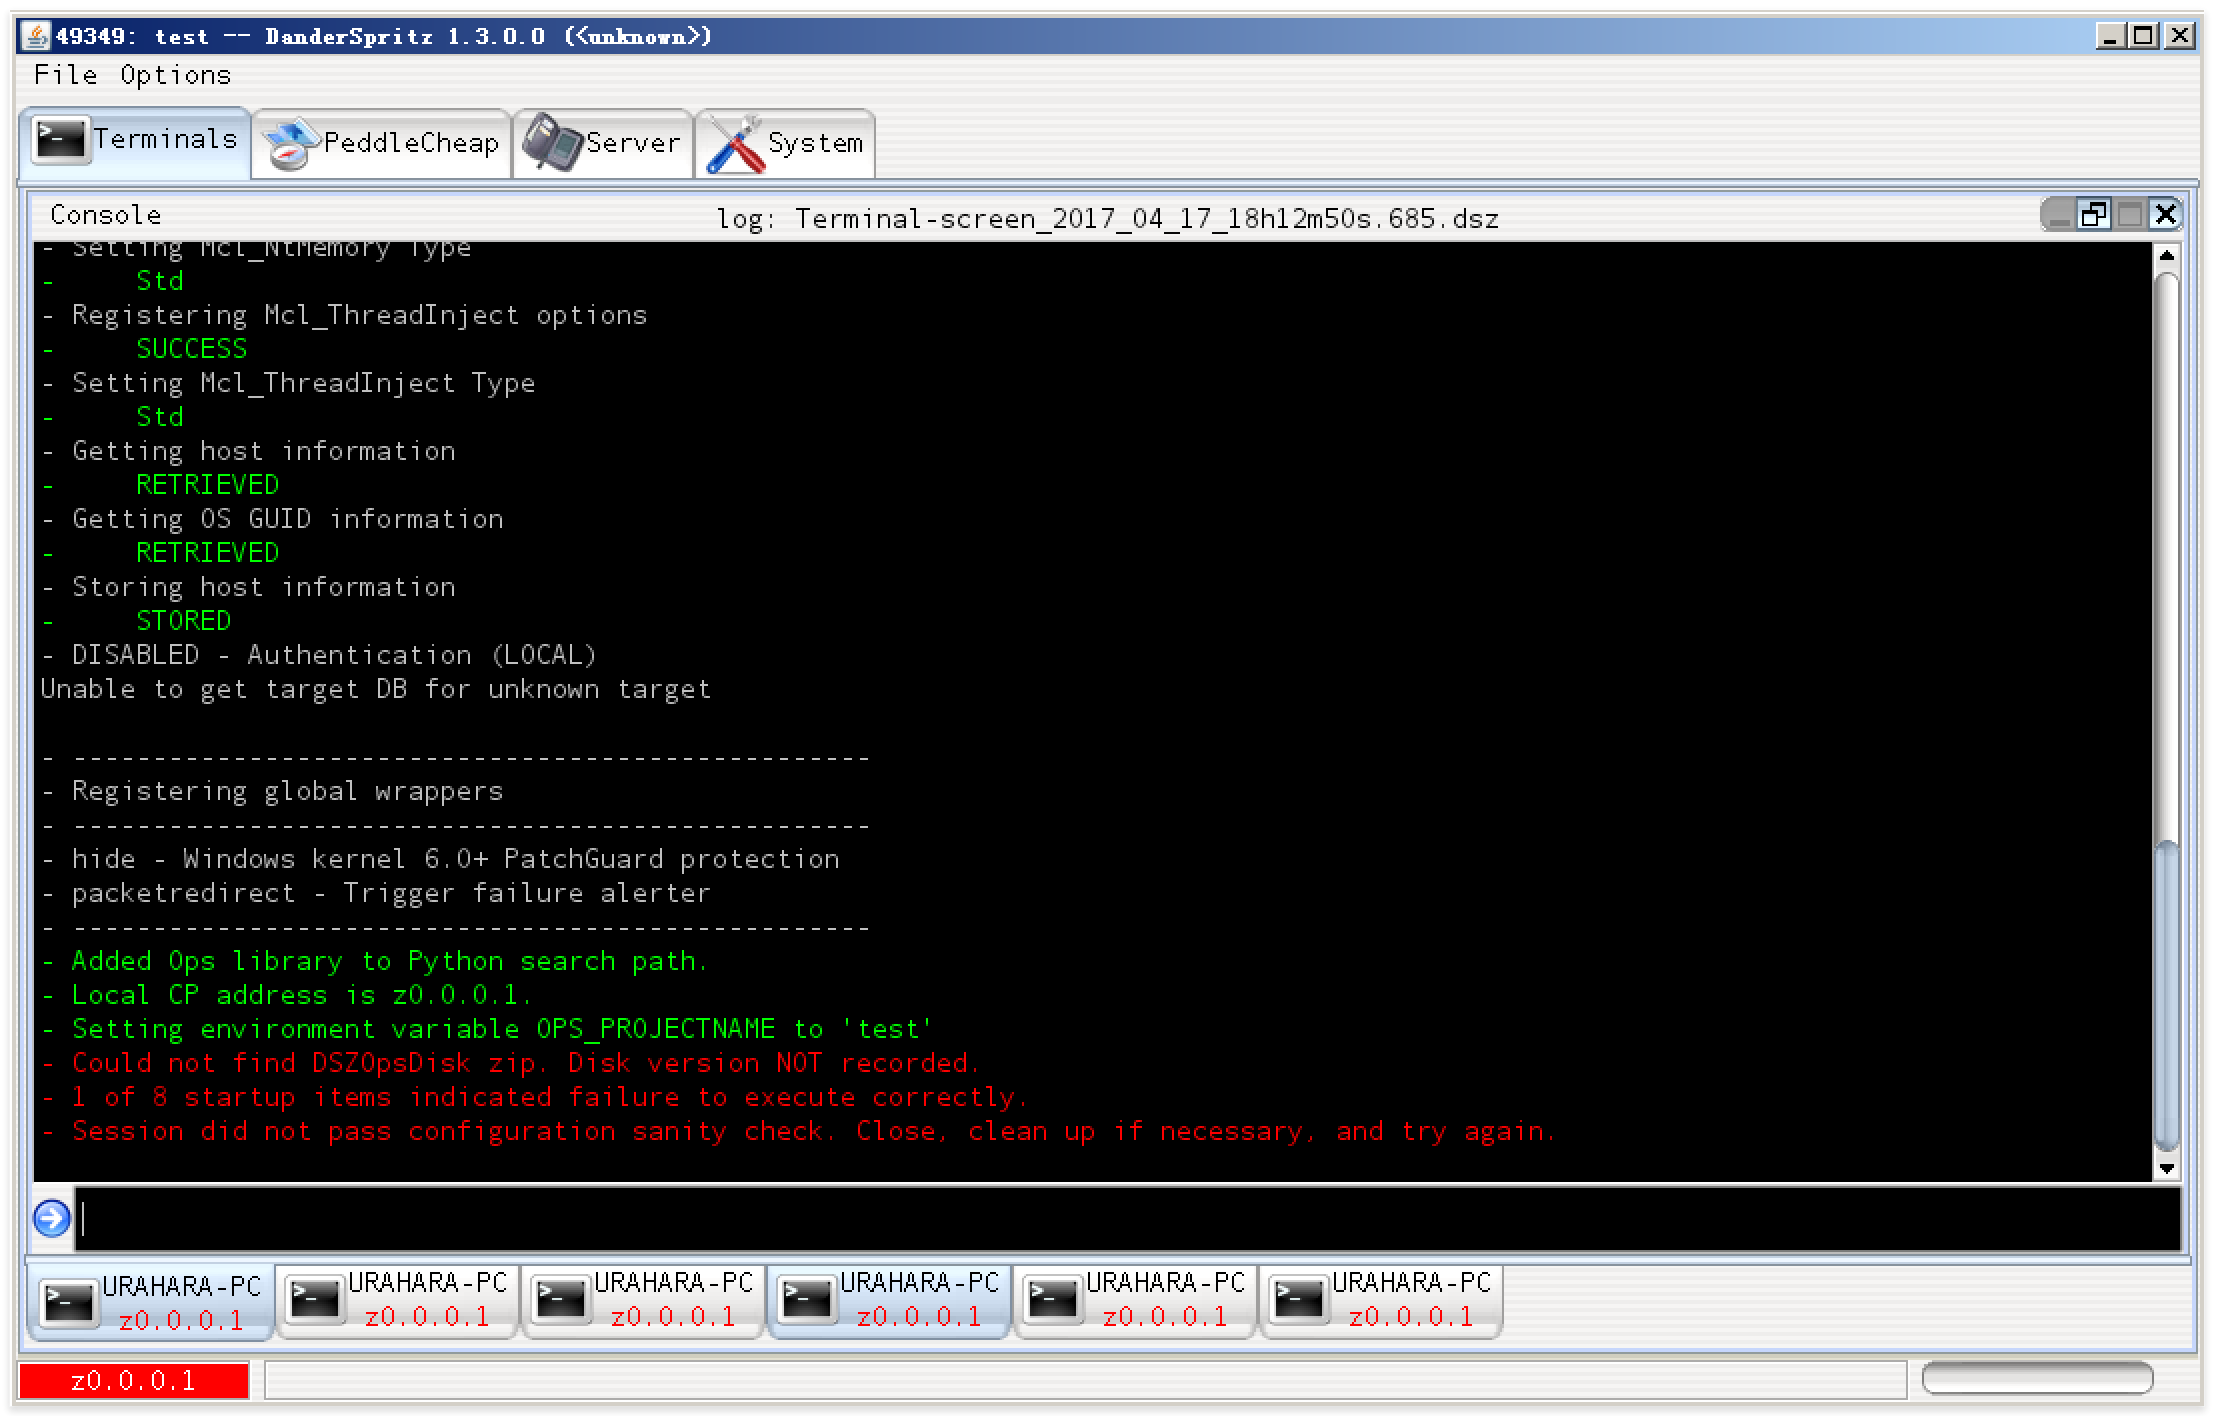 49349: test -- DanderSpritz 1.3.0.0 (<unknown>)
File Options
Terminals PeddleCheap Server System
Console log: Terminal-screen_2017_04_17_18h12m50s.685.dsz
- Setting Mcl_NtMemory Type
- Std
- Registering Mcl_ThreadInject options
- SUCCESS
- Setting Mcl_ThreadInject Type
- Std
- Getting host information
- RETRIEVED
- Getting OS GUID information
- RETRIEVED
- Storing host information
- STORED
- DISABLED - Authentication (LOCAL)
Unable to get target DB for unknown target
- --------------------------------------------------
- Registering global wrappers
- --------------------------------------------------
- hide - Windows kernel 6.0+ PatchGuard protection
- packetredirect - Trigger failure alerter
- --------------------------------------------------
- Added Ops library to Python search path.
- Local CP address is z0.0.0.1.
- Setting environment variable OPS_PROJECTNAME to 'test'
- Could not find DSZOpsDisk zip. Disk version NOT recorded.
- 1 of 8 startup items indicated failure to execute correctly.
- Session did not pass configuration sanity check. Close, clean up if necessary, and try again.
URAHARA-PC URAHARA-PC URAHARA-PC URAHARA-PC URAHARA-PC URAHARA-PC
z0.0.0.1 z0.0.0.1 z0.0.0.1 z0.0.0.1 z0.0.0.1 z0.0.0.1
z0.0.0.1